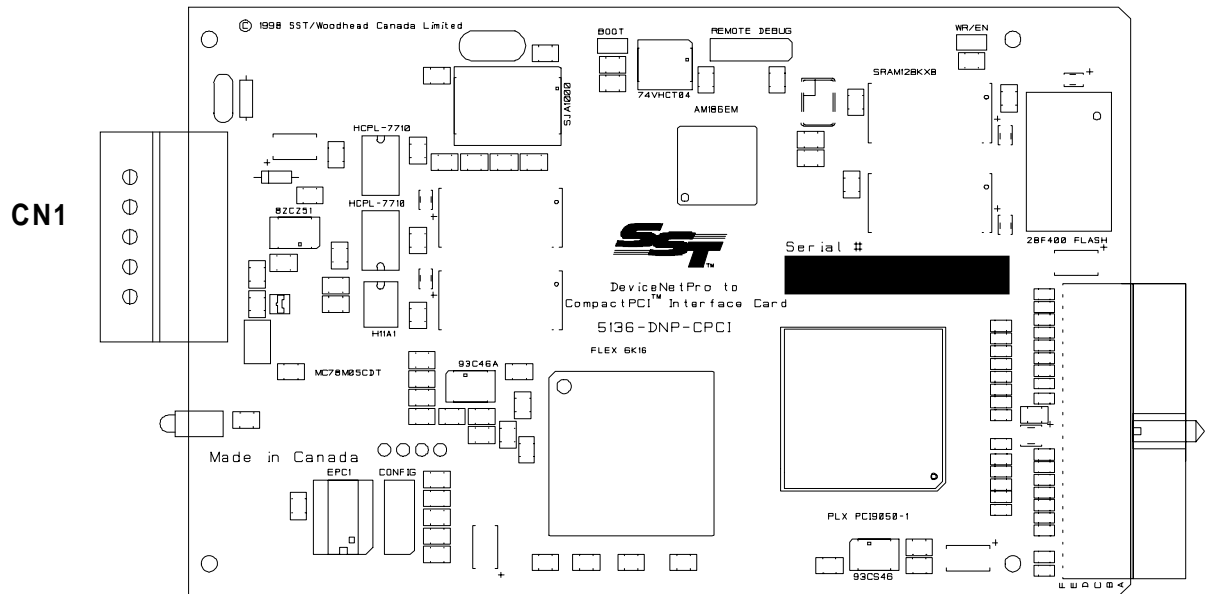 © 1998 SST/Woodhead Canada Limited
BOOT
REMOTE DEBUG
WR/EN
SRAM128KX8
74VHCT04
SJA1000
AM186EM
HCPL-7710
CN1
HCPL-7710
82C251
28F400 FLASH
SST™
Serial #
DeviceNetPro to
CompactPCI™ Interface Card
5136-DNP-CPCI
H11A1
FLEX 6K16
93C46A
MC78M05CDT
Made in Canada
EPC1
CONFIG
PLX PCI9050-1
93CS46
F E D C B A